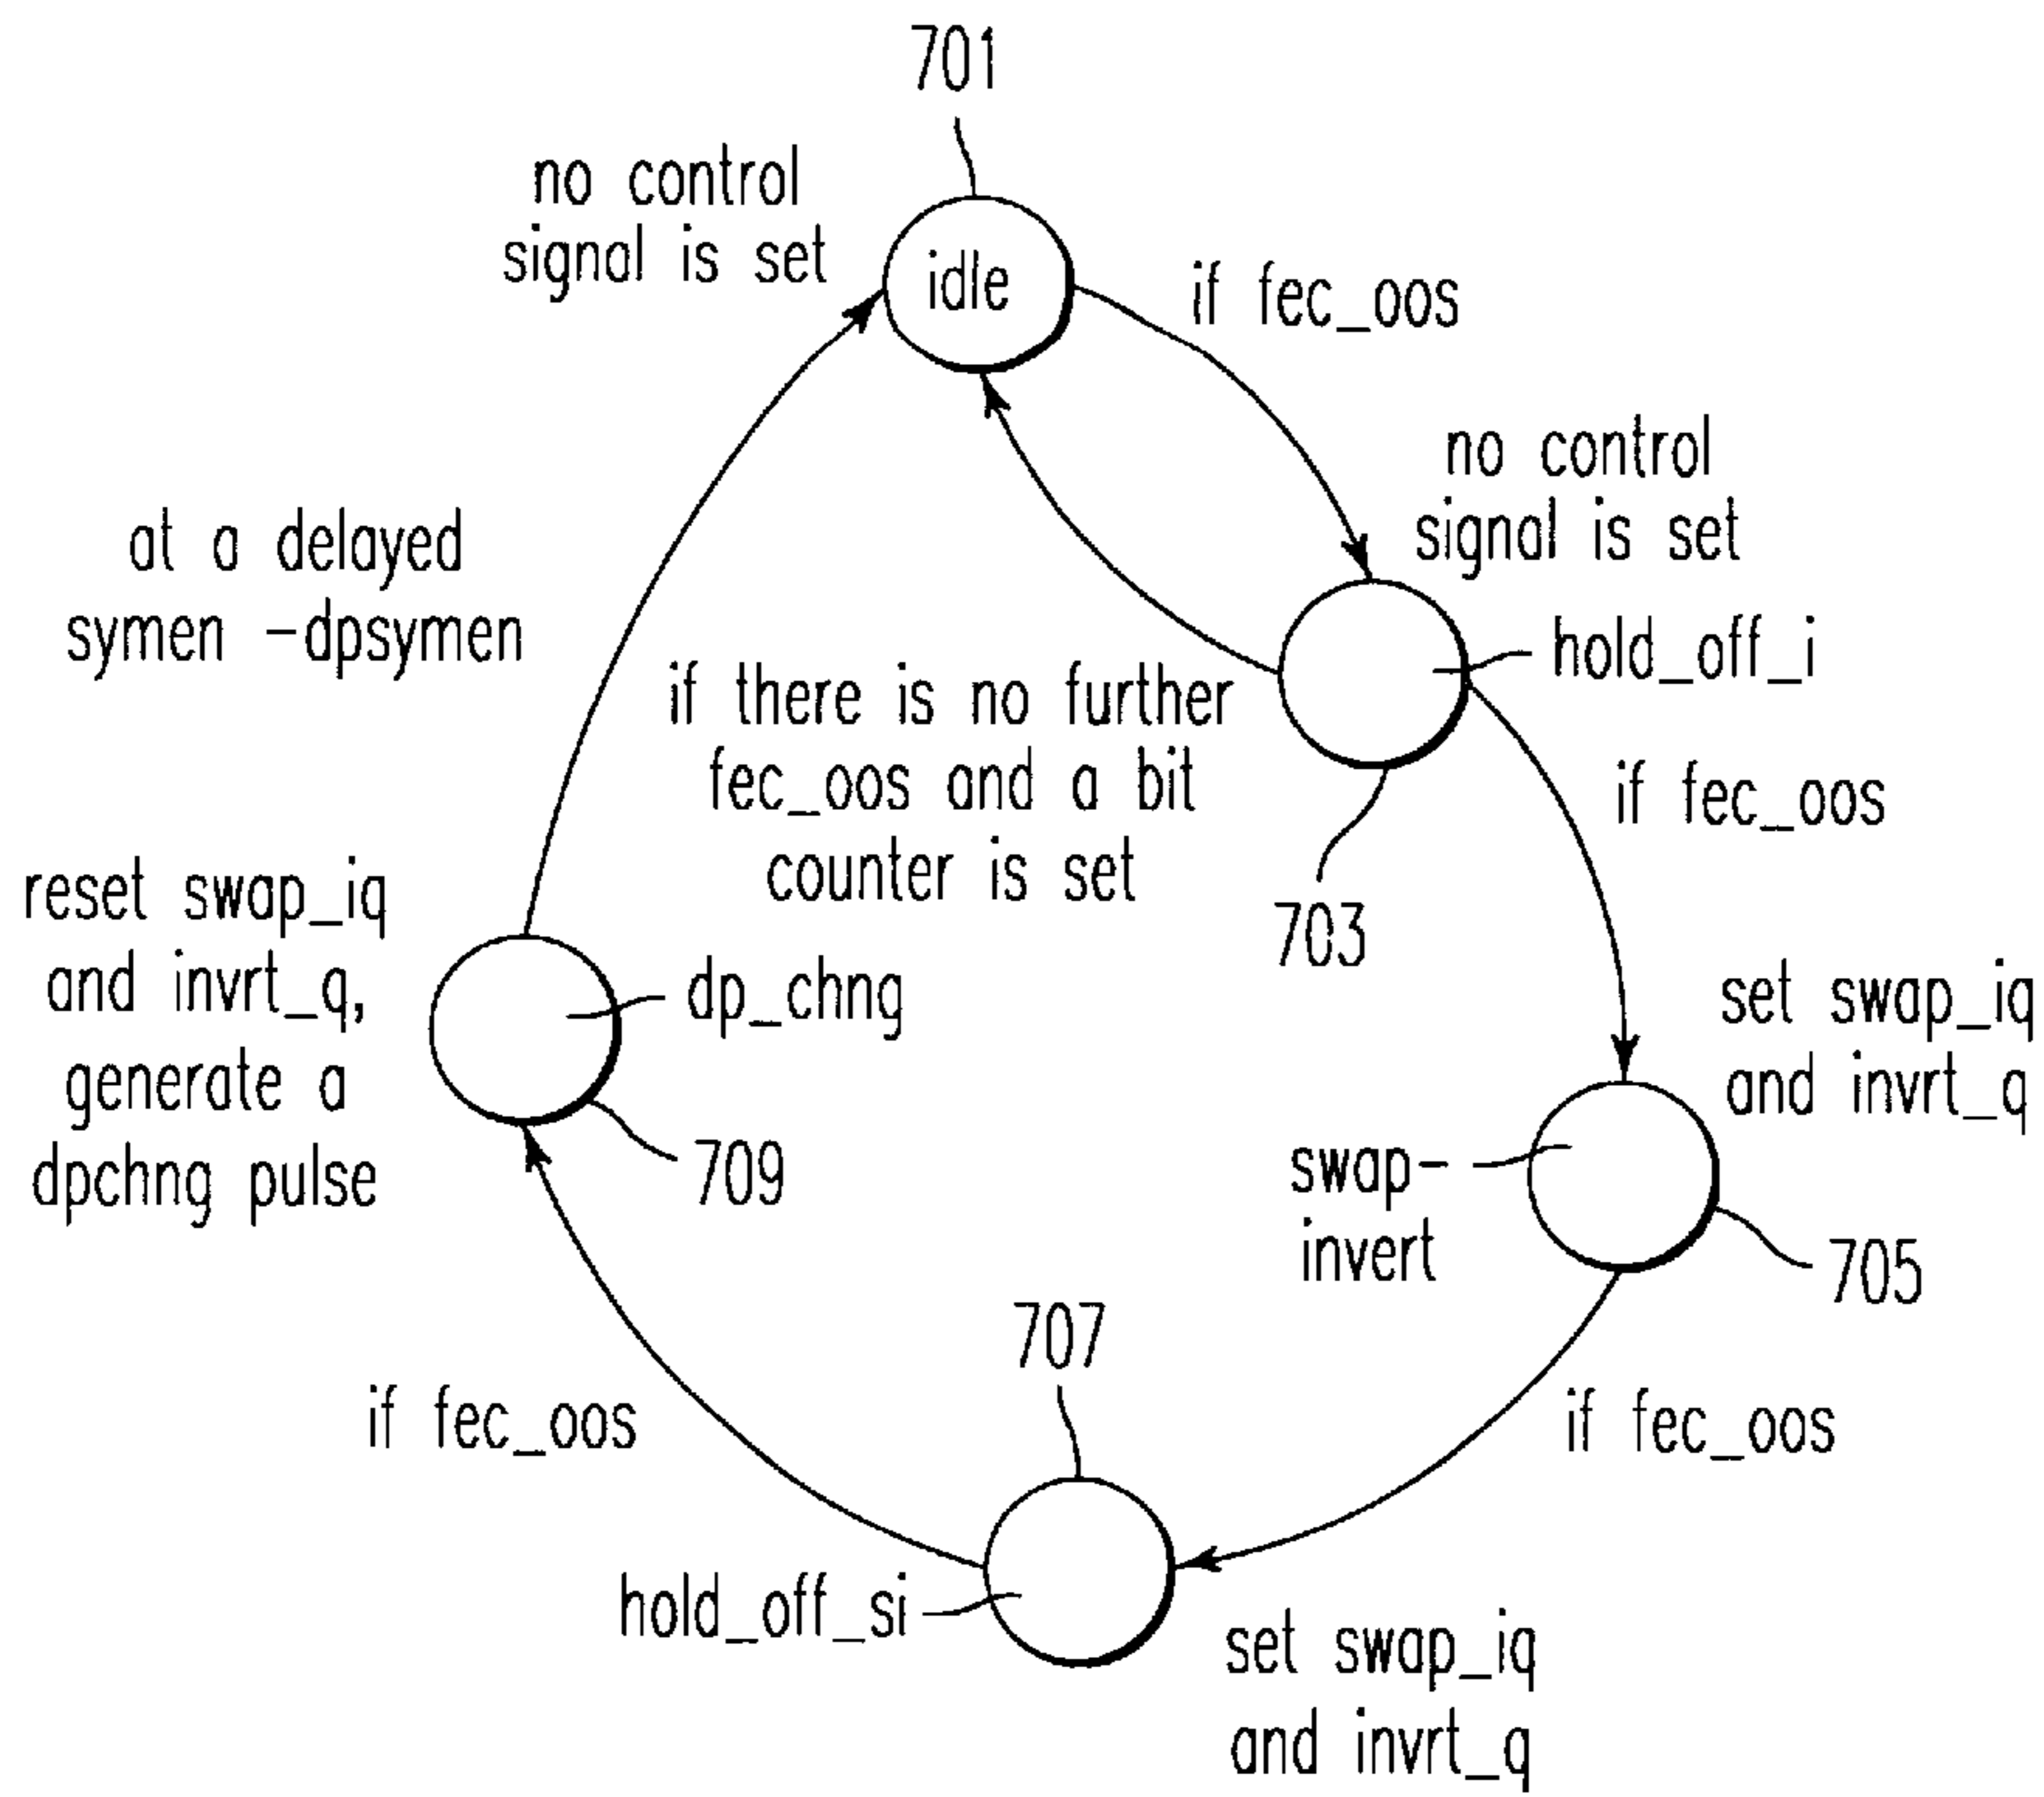 701
no control
signal is set
idle
if fec_oos
no control
signal is set
hold_off_i
at a delayed
symen -dpsymen
if there is no further
fec_oos and a bit
counter is set
if fec_oos
703
reset swap_iq
and invrt_q,
generate a
dpchng pulse
dp_chng
709
set swap_iq
and invrt_q
swap-
invert
705
707
if fec_oos
if fec_oos
hold_off_si
set swap_iq
and invrt_q